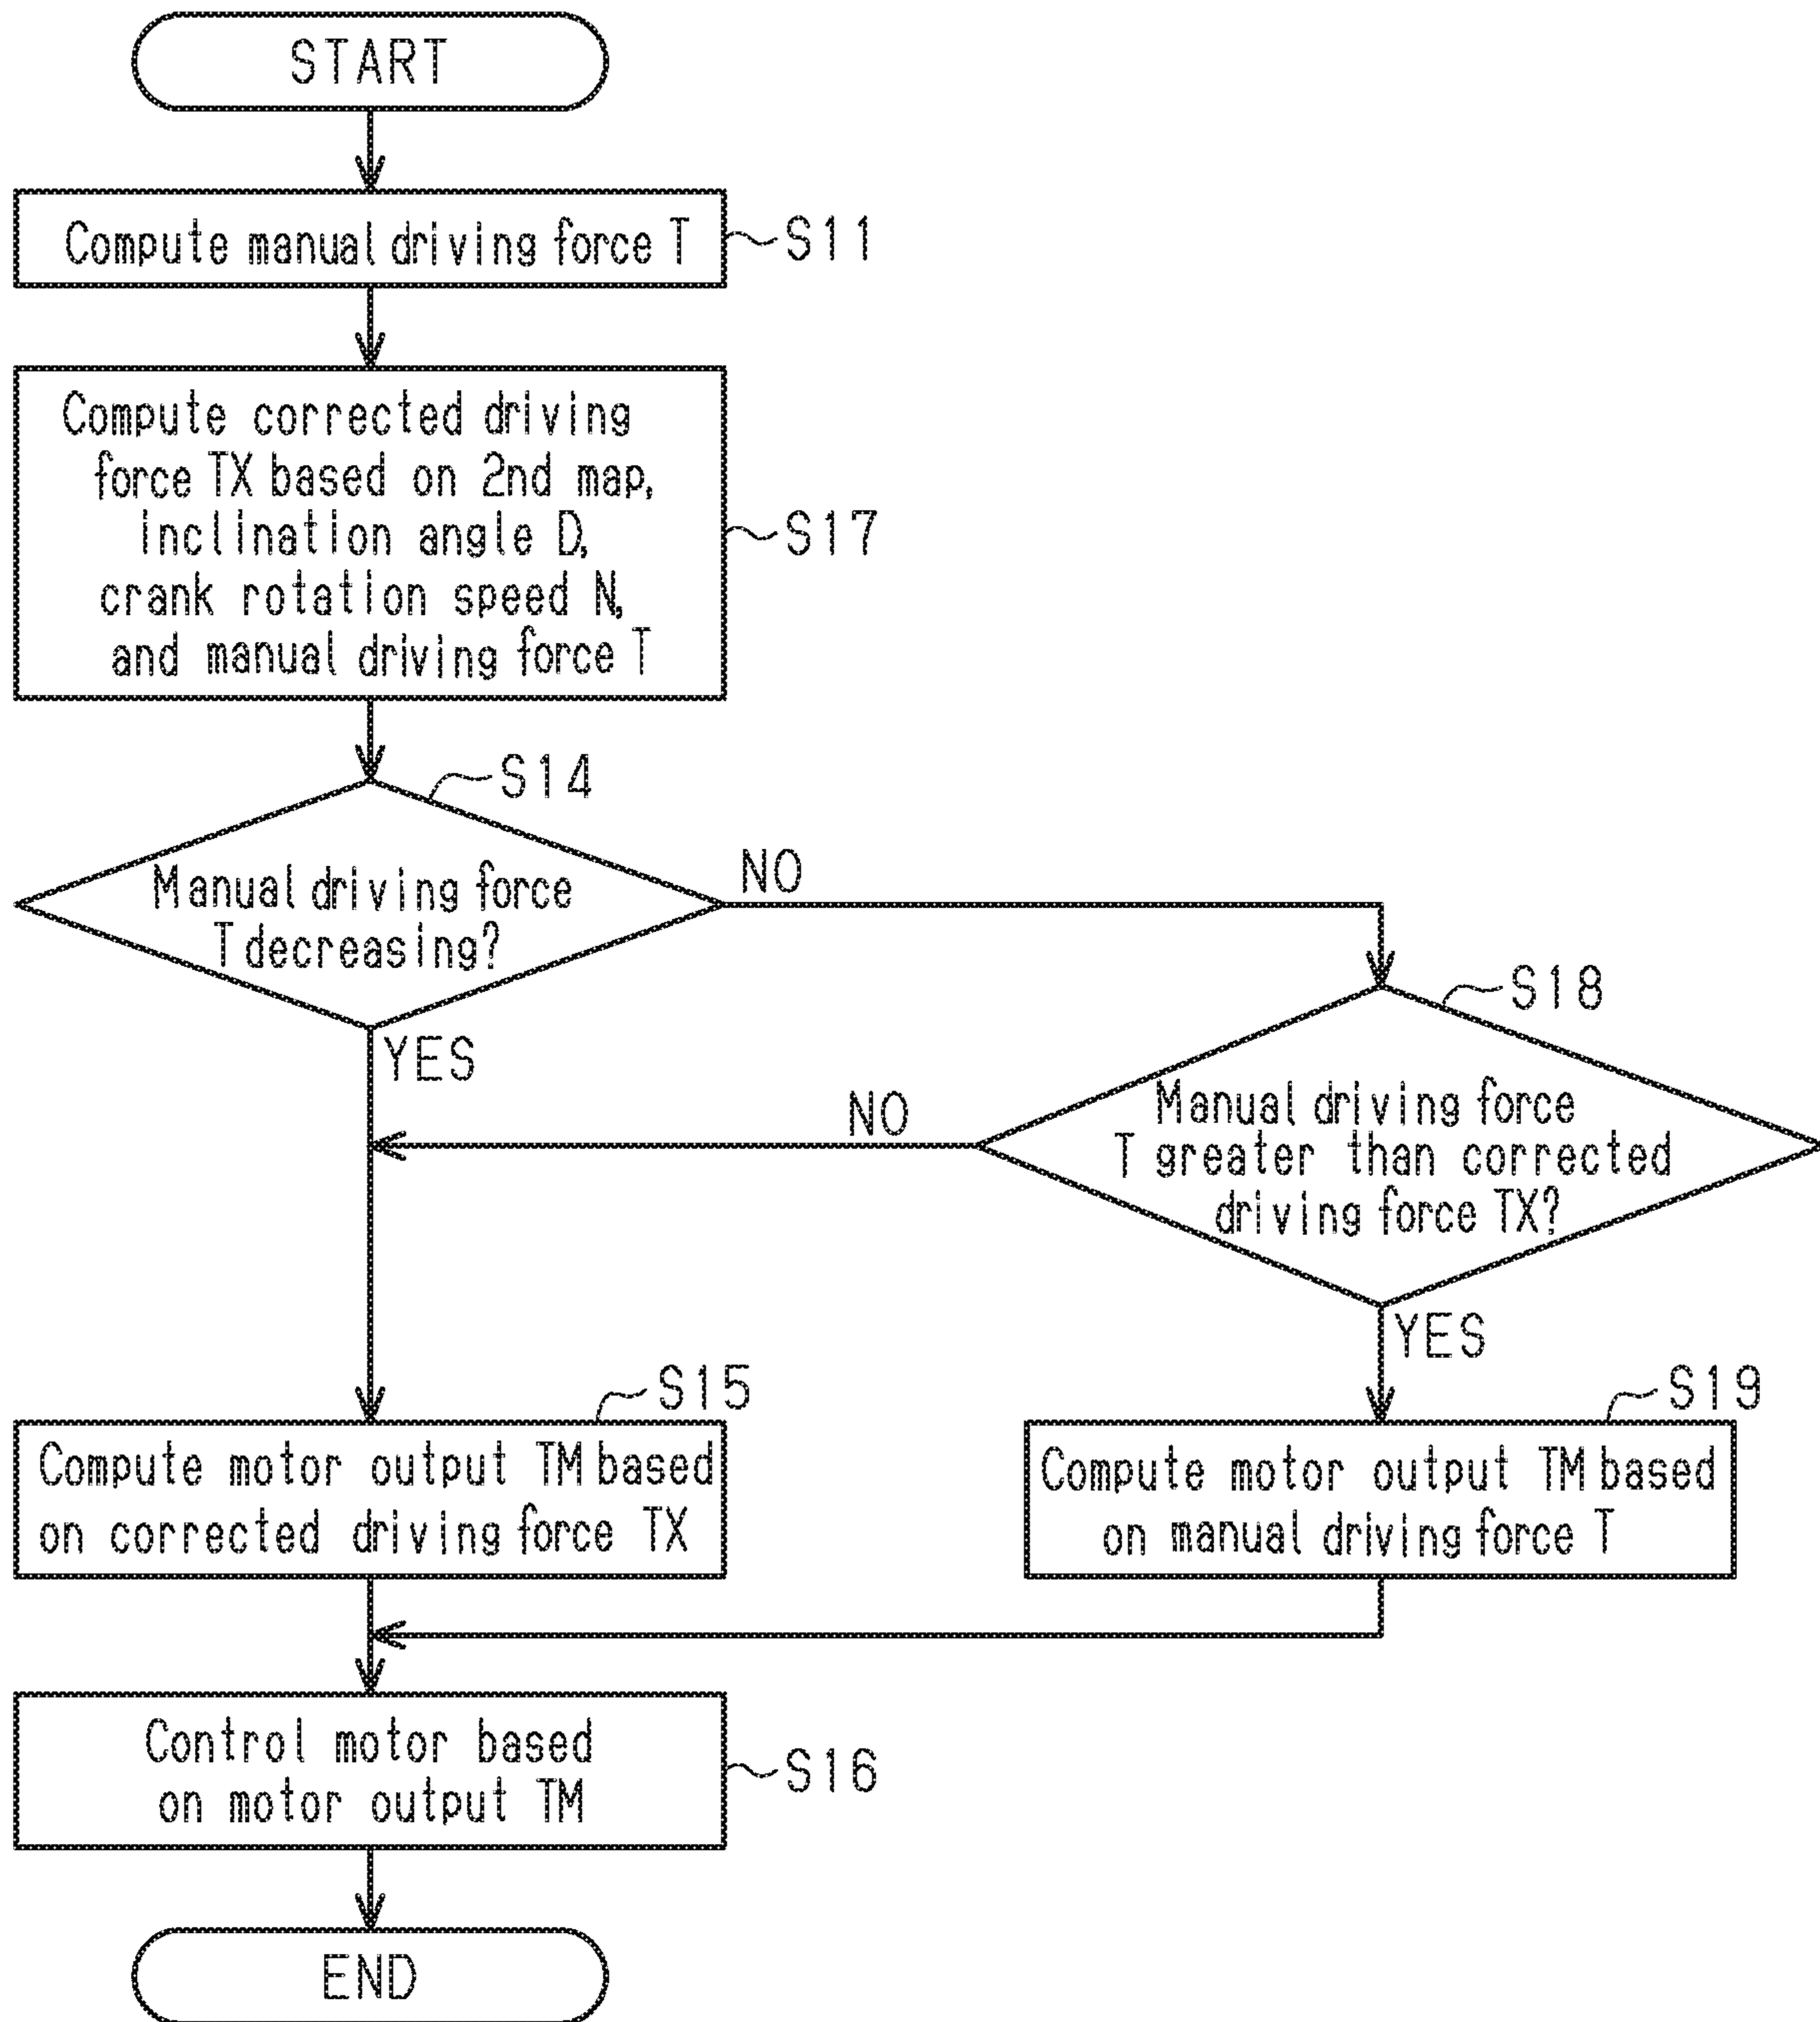 START
Compute manual driving force T
S11
Compute corrected driving
force TX based on 2nd map,
inclination angle D,
crank rotation speed N,
and manual driving force T
S17
S14
Manual driving force
T decreasing?
NO
YES
S18
Manual driving force
T greater than corrected
driving force TX?
NO
YES
S15
Compute motor output TM based
on corrected driving force TX
S19
Compute motor output TM based
on manual driving force T
Control motor based
on motor output TM
S16
END